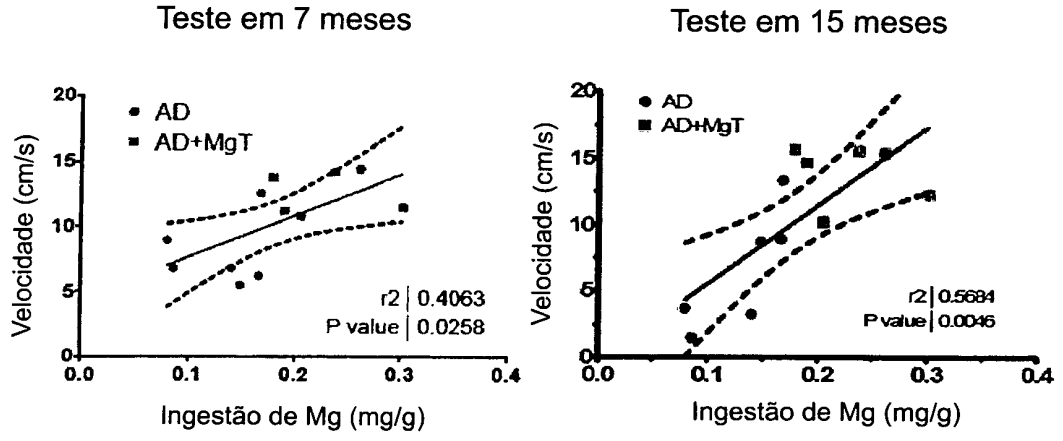 Teste em 7 meses
Velocidade (cm/s)
20
15
10
5
0
AD
AD+MgT
r2 0.4063
P value 0.0258
0.0 0.1 0.2 0.3 0.4
Ingestão de Mg (mg/g)
Teste em 15 meses
Velocidade (cm/s)
20
15
10
5
0
AD
AD+MgT
r2 0.5684
P value 0.0046
0.0 0.1 0.2 0.3 0.4
Ingestão de Mg (mg/g)